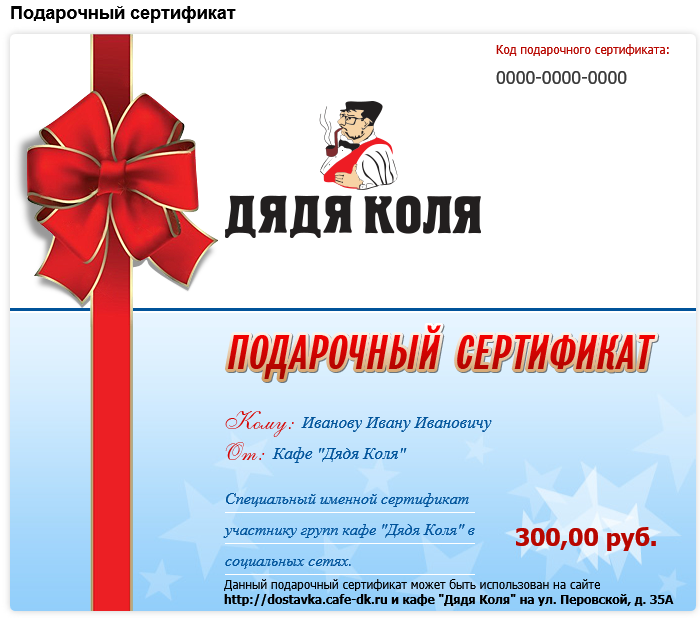 Подарочный сертификат
Код подарочного сертификата:
0000-0000-0000
ДЯДЯ КОЛЯ
ПОДАРОЧНЫЙ СЕРТИФИКАТ
Кому: Иванову Ивану Ивановичу
От: Кафе "Дядя Коля"
Специальный именной сертификат
участнику групп кафе "Дядя Коля" в
социальных сетях.
300,00 руб.
Данный подарочный сертификат может быть использован на сайте
http://dostavka.cafe-dk.ru и кафе "Дядя Коля" на ул. Перовской, д. 35А